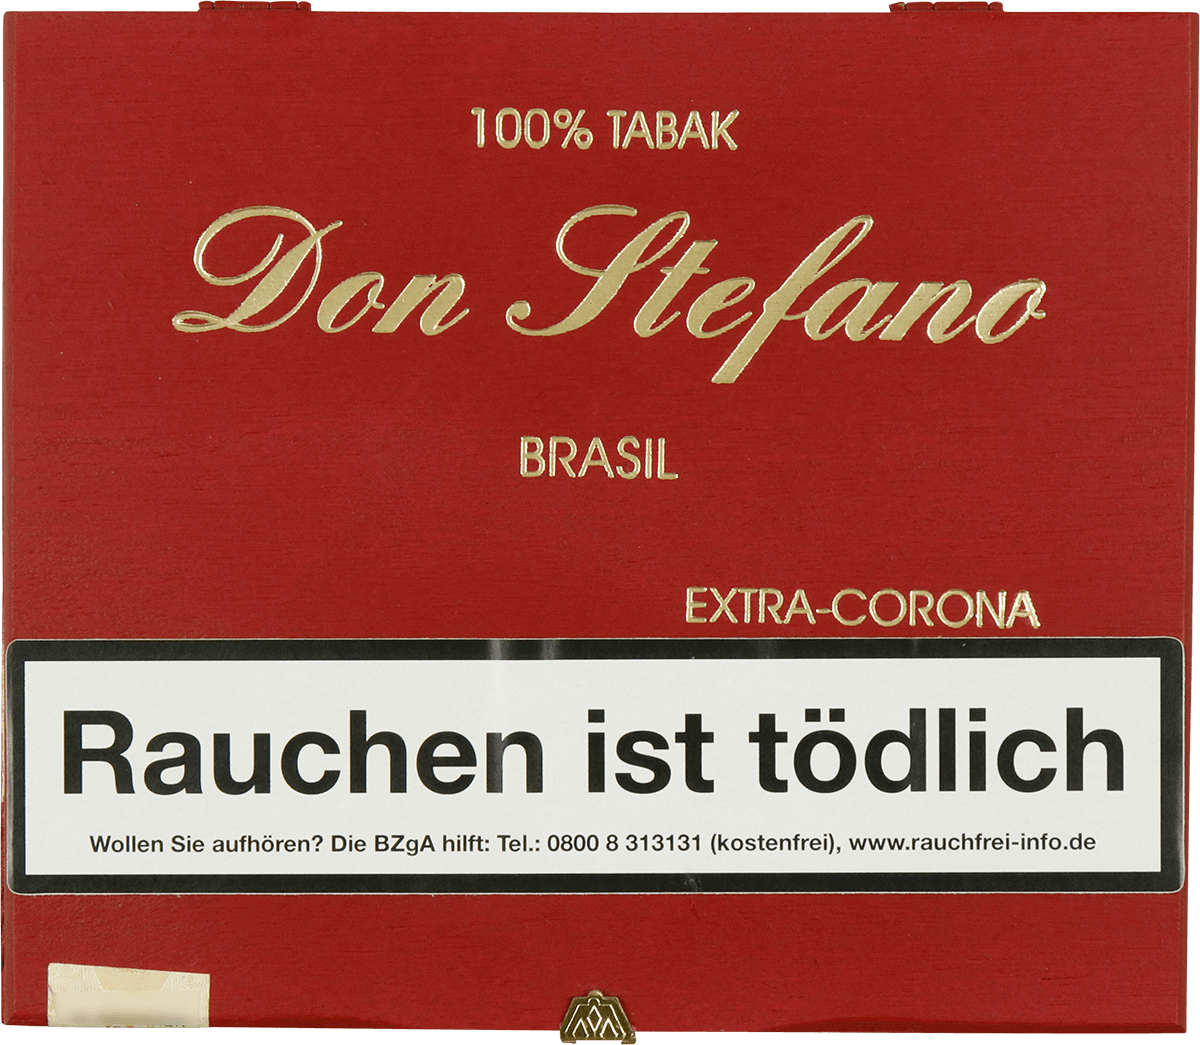 100% TABAK
Don Stefano
BRASIL
EXTRA-CORONA
Rauchen ist tödlich
Wollen Sie aufhören? Die BZgA hilft: Tel.: 0800 8 313131 (kostenfrei), www.rauchfrei-info.de